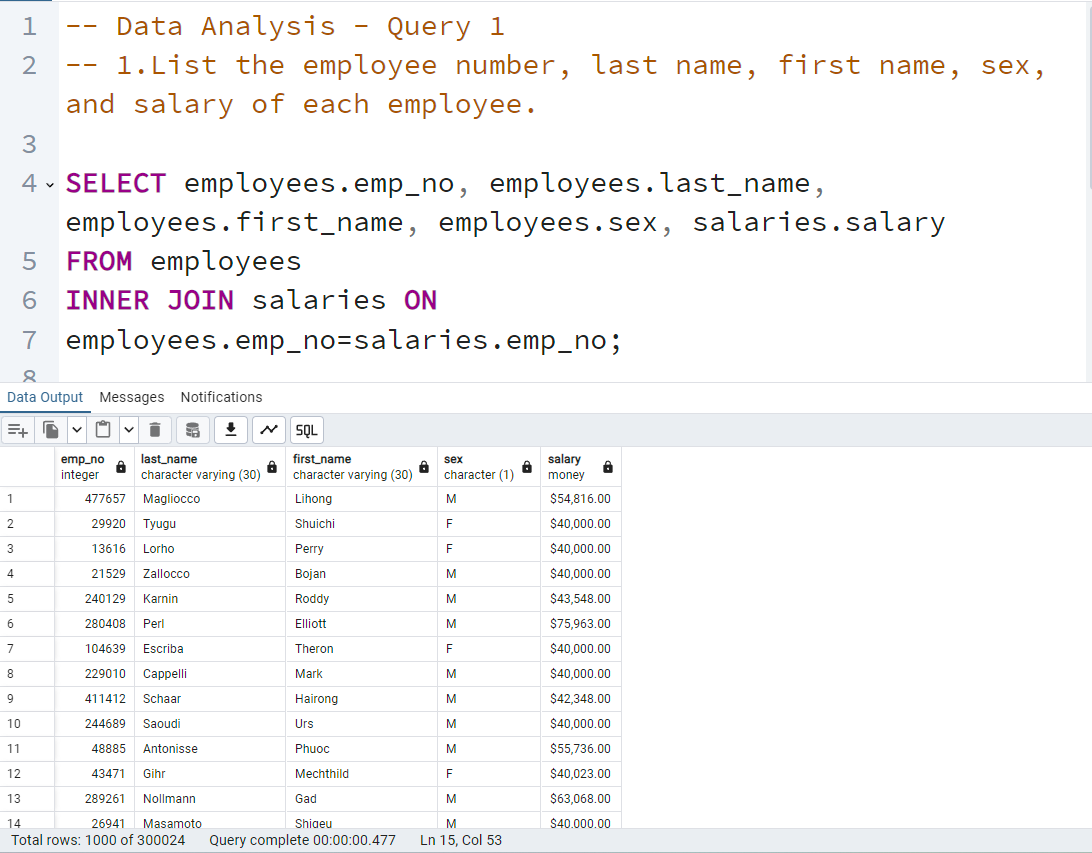 1 -- Data Analysis - Query 1
2 -- 1.List the employee number, last name, first name, sex,
and salary of each employee.
3
4 SELECT employees.emp_no, employees.last_name,
employees.first_name, employees.sex, salaries.salary
5 FROM employees
6 INNER JOIN salaries ON
7 employees.emp_no=salaries.emp_no;
8
Data Output Messages Notifications
SQL
emp_no last_name first_name sex salary
integer character varying (30) character varying (30) character (1) money
1 477657 Magliocco Lihong M $54,816.00
2 29920 Tyugu Shuichi F $40,000.00
3 13616 Lorho Perry F $40,000.00
4 21529 Zallocco Bojan M $40,000.00
5 240129 Karnin Roddy M $43,548.00
6 280408 Perl Elliott M $75,963.00
7 104639 Escriba Theron F $40,000.00
8 229010 Cappelli Mark M $40,000.00
9 411412 Schaar Hairong M $42,348.00
10 244689 Saoudi Urs M $40,000.00
11 48885 Antonisse Phuoc M $55,736.00
12 43471 Gihr Mechthild F $40,023.00
13 289261 Nollmann Gad M $63,068.00
14 26941 Masamoto Shigeu M $40,000.00
Total rows: 1000 of 300024 Query complete 00:00:00.477 Ln 15, Col 53